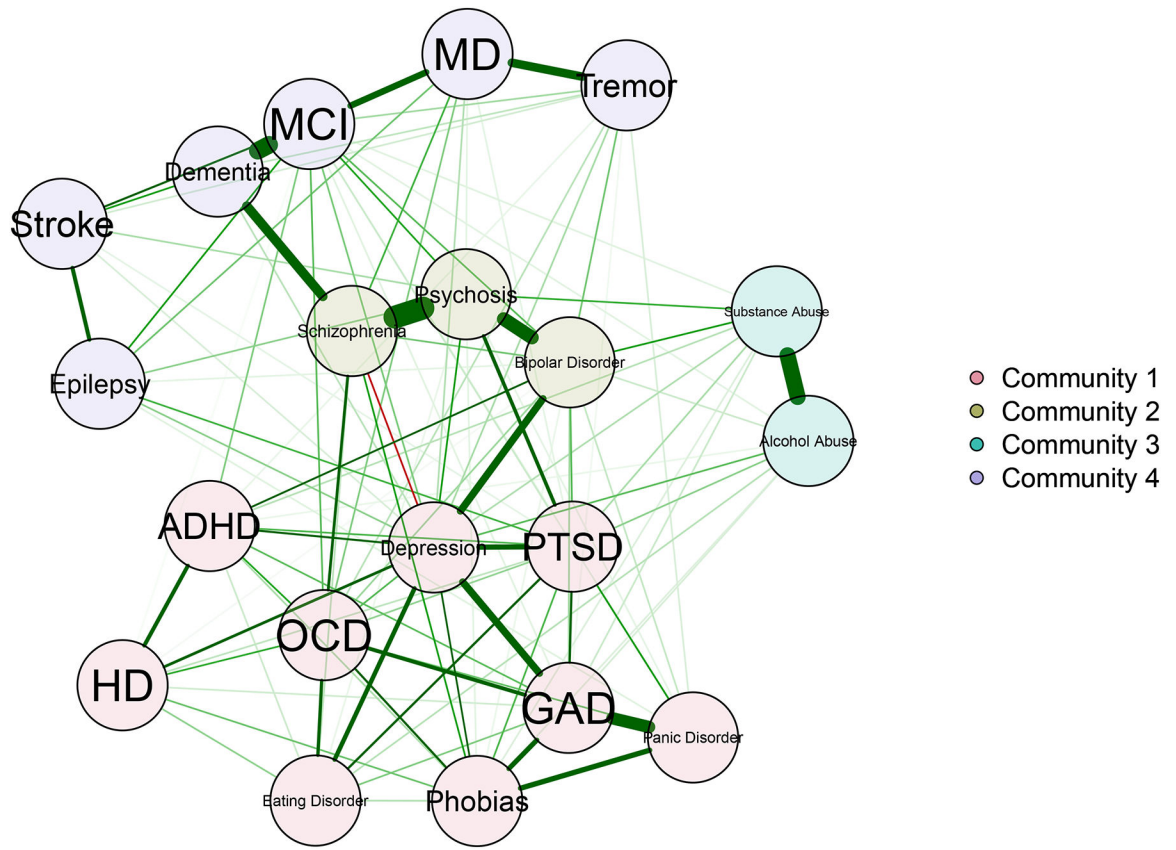 MD
Tremor
MCI
Dementia
Stroke
Psychosis
Substance Abuse
Schizophrenia
Bipolar Disorder
Epilepsy
Community 1
Community 2
Alcohol Abuse
Community 3
Community 4
ADHD
Depression
PTSD
OCD
HD
GAD
Panic Disorder
Eating Disorder
Phobias